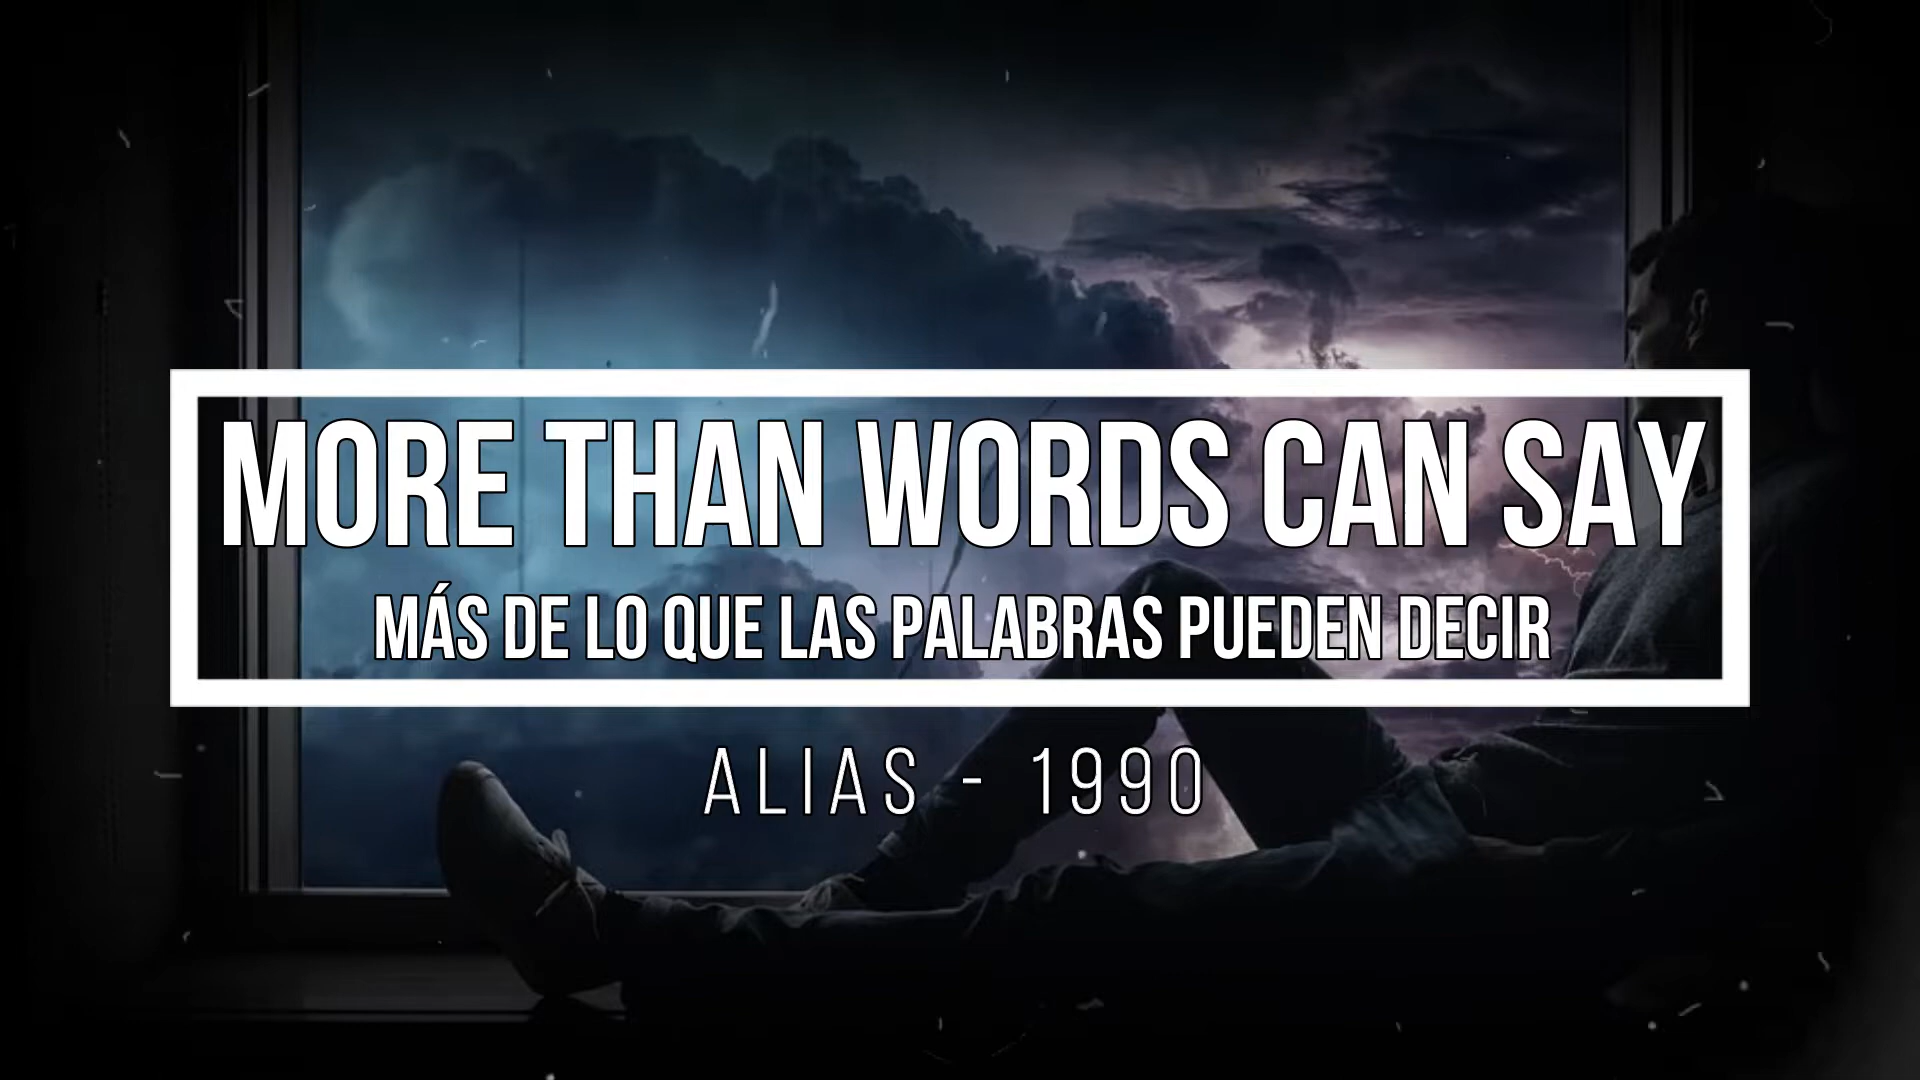 MORE THAN WORDS CAN SAY
MÁS DE LO QUE LAS PALABRAS PUEDEN DECIR
ALIAS - 1990